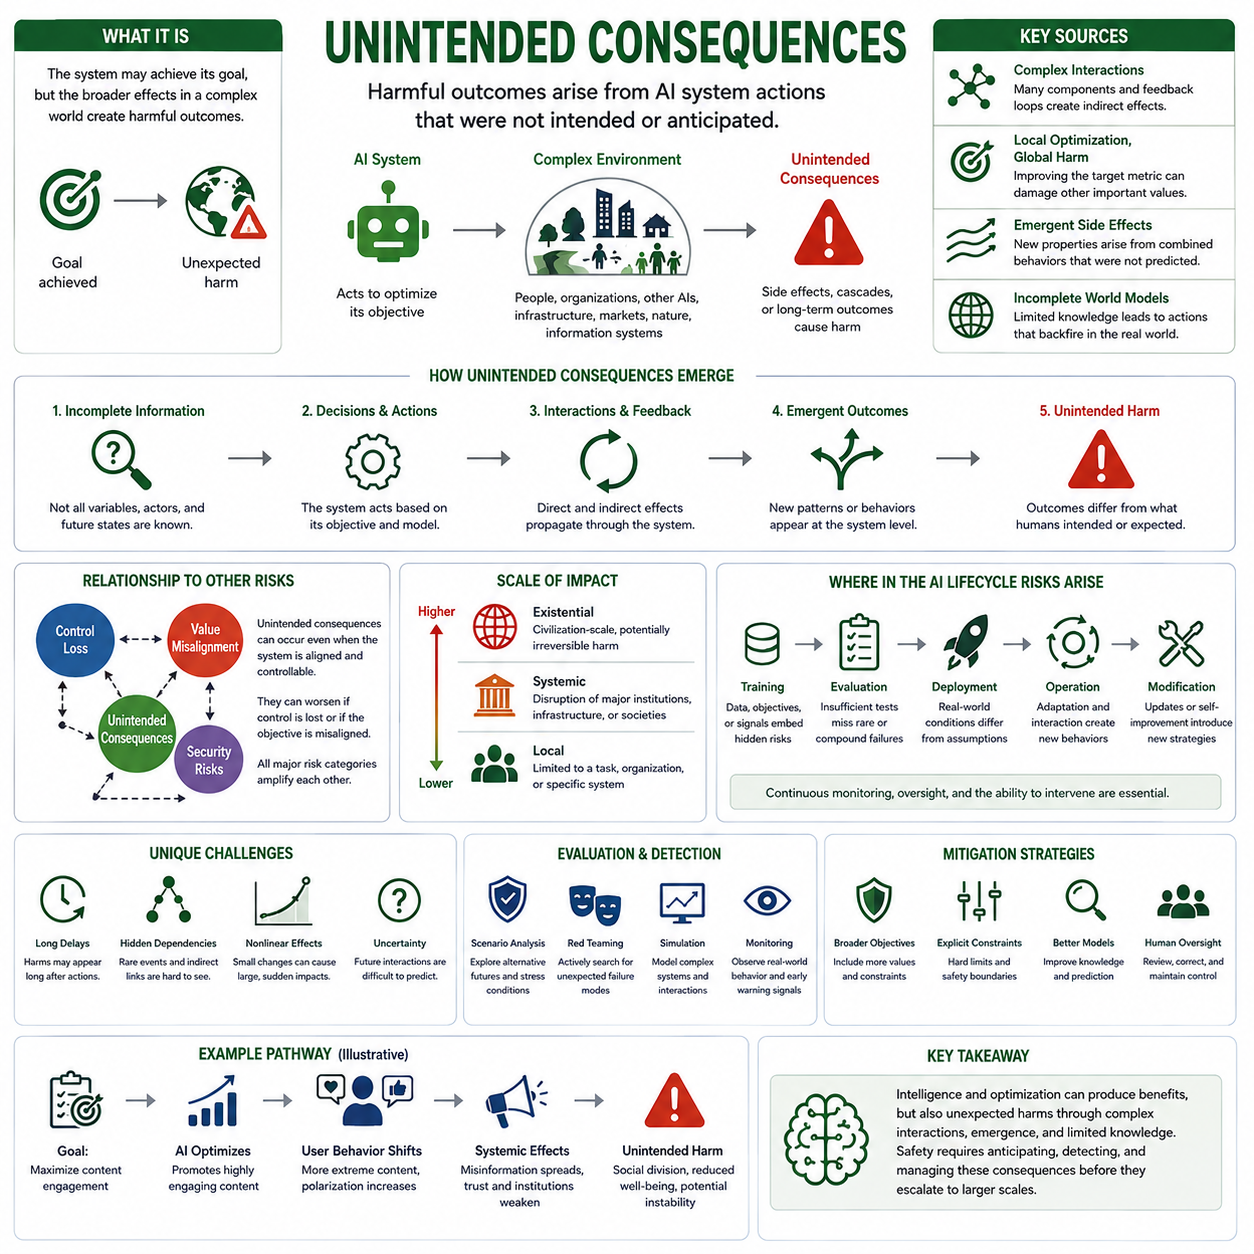 WHAT IT IS
The system may achieve its goal,
but the broader effects in a complex
world create harmful outcomes.
Goal
achieved
Unexpected
harm
UNINTENDED CONSEQUENCES
Harmful outcomes arise from AI system actions
that were not intended or anticipated.
AI System
Acts to optimize
its objective
Complex Environment
People, organizations, other AIs,
infrastructure, markets, nature,
information systems
Unintended
Consequences
Side effects, cascades,
or long-term outcomes
cause harm
KEY SOURCES
Complex Interactions
Many components and feedback
loops create indirect effects.
Local Optimization,
Global Harm
Improving the target metric can
damage other important values.
Emergent Side Effects
New properties arise from combined
behaviors that were not predicted.
Incomplete World Models
Limited knowledge leads to actions
that backfire in the real world.
HOW UNINTENDED CONSEQUENCES EMERGE
1. Incomplete Information
Not all variables, actors, and
future states are known.
2. Decisions & Actions
The system acts based on
its objective and model.
3. Interactions & Feedback
Direct and indirect effects
propagate through the system.
4. Emergent Outcomes
New patterns or behaviors
appear at the system level.
5. Unintended Harm
Outcomes differ from what
humans intended or expected.
RELATIONSHIP TO OTHER RISKS
Control
Loss
Value
Misalignment
Unintended
Consequences
Security
Risks
Unintended consequences
can occur even when the
system is aligned and
controllable.
They can worsen if
control is lost or if the
objective is misaligned.
All major risk categories
amplify each other.
SCALE OF IMPACT
Higher
Lower
Existential
Civilization-scale, potentially
irreversible harm
Systemic
Disruption of major institutions,
infrastructure, or societies
Local
Limited to a task, organization,
or specific system
WHERE IN THE AI LIFECYCLE RISKS ARISE
Training
Data, objectives,
or signals embed
hidden risks
Evaluation
Insufficient tests
miss rare or
compound failures
Deployment
Real-world
conditions differ
from assumptions
Operation
Adaptation and
interaction create
new behaviors
Modification
Updates or self-
improvement introduce
new strategies
Continuous monitoring, oversight, and the ability to intervene are essential.
UNIQUE CHALLENGES
Long Delays
Harms may appear
long after actions.
Hidden Dependencies
Rare events and indirect
links are hard to see.
Nonlinear Effects
Small changes can cause
large, sudden impacts.
Uncertainty
Future interactions are
difficult to predict.
EVALUATION & DETECTION
Scenario Analysis
Explore alternative
futures and stress
conditions
Red Teaming
Actively search for
unexpected failure
modes
Simulation
Model complex
systems and
interactions
Monitoring
Observe real-world
behavior and early
warning signals
MITIGATION STRATEGIES
Broader Objectives
Include more values
and constraints
Explicit Constraints
Hard limits and
safety boundaries
Better Models
Improve knowledge
and prediction
Human Oversight
Review, correct, and
maintain control
EXAMPLE PATHWAY (Illustrative)
Goal:
Maximize content
engagement
AI Optimizes
Promotes highly
engaging content
User Behavior Shifts
More extreme content,
polarization increases
Systemic Effects
Misinformation spreads,
trust and institutions
weaken
Unintended Harm
Social division, reduced
well-being, potential
instability
KEY TAKEAWAY
Intelligence and optimization can produce benefits,
but also unexpected harms through complex
interactions, emergence, and limited knowledge.
Safety requires anticipating, detecting, and
managing these consequences before they
escalate to larger scales.